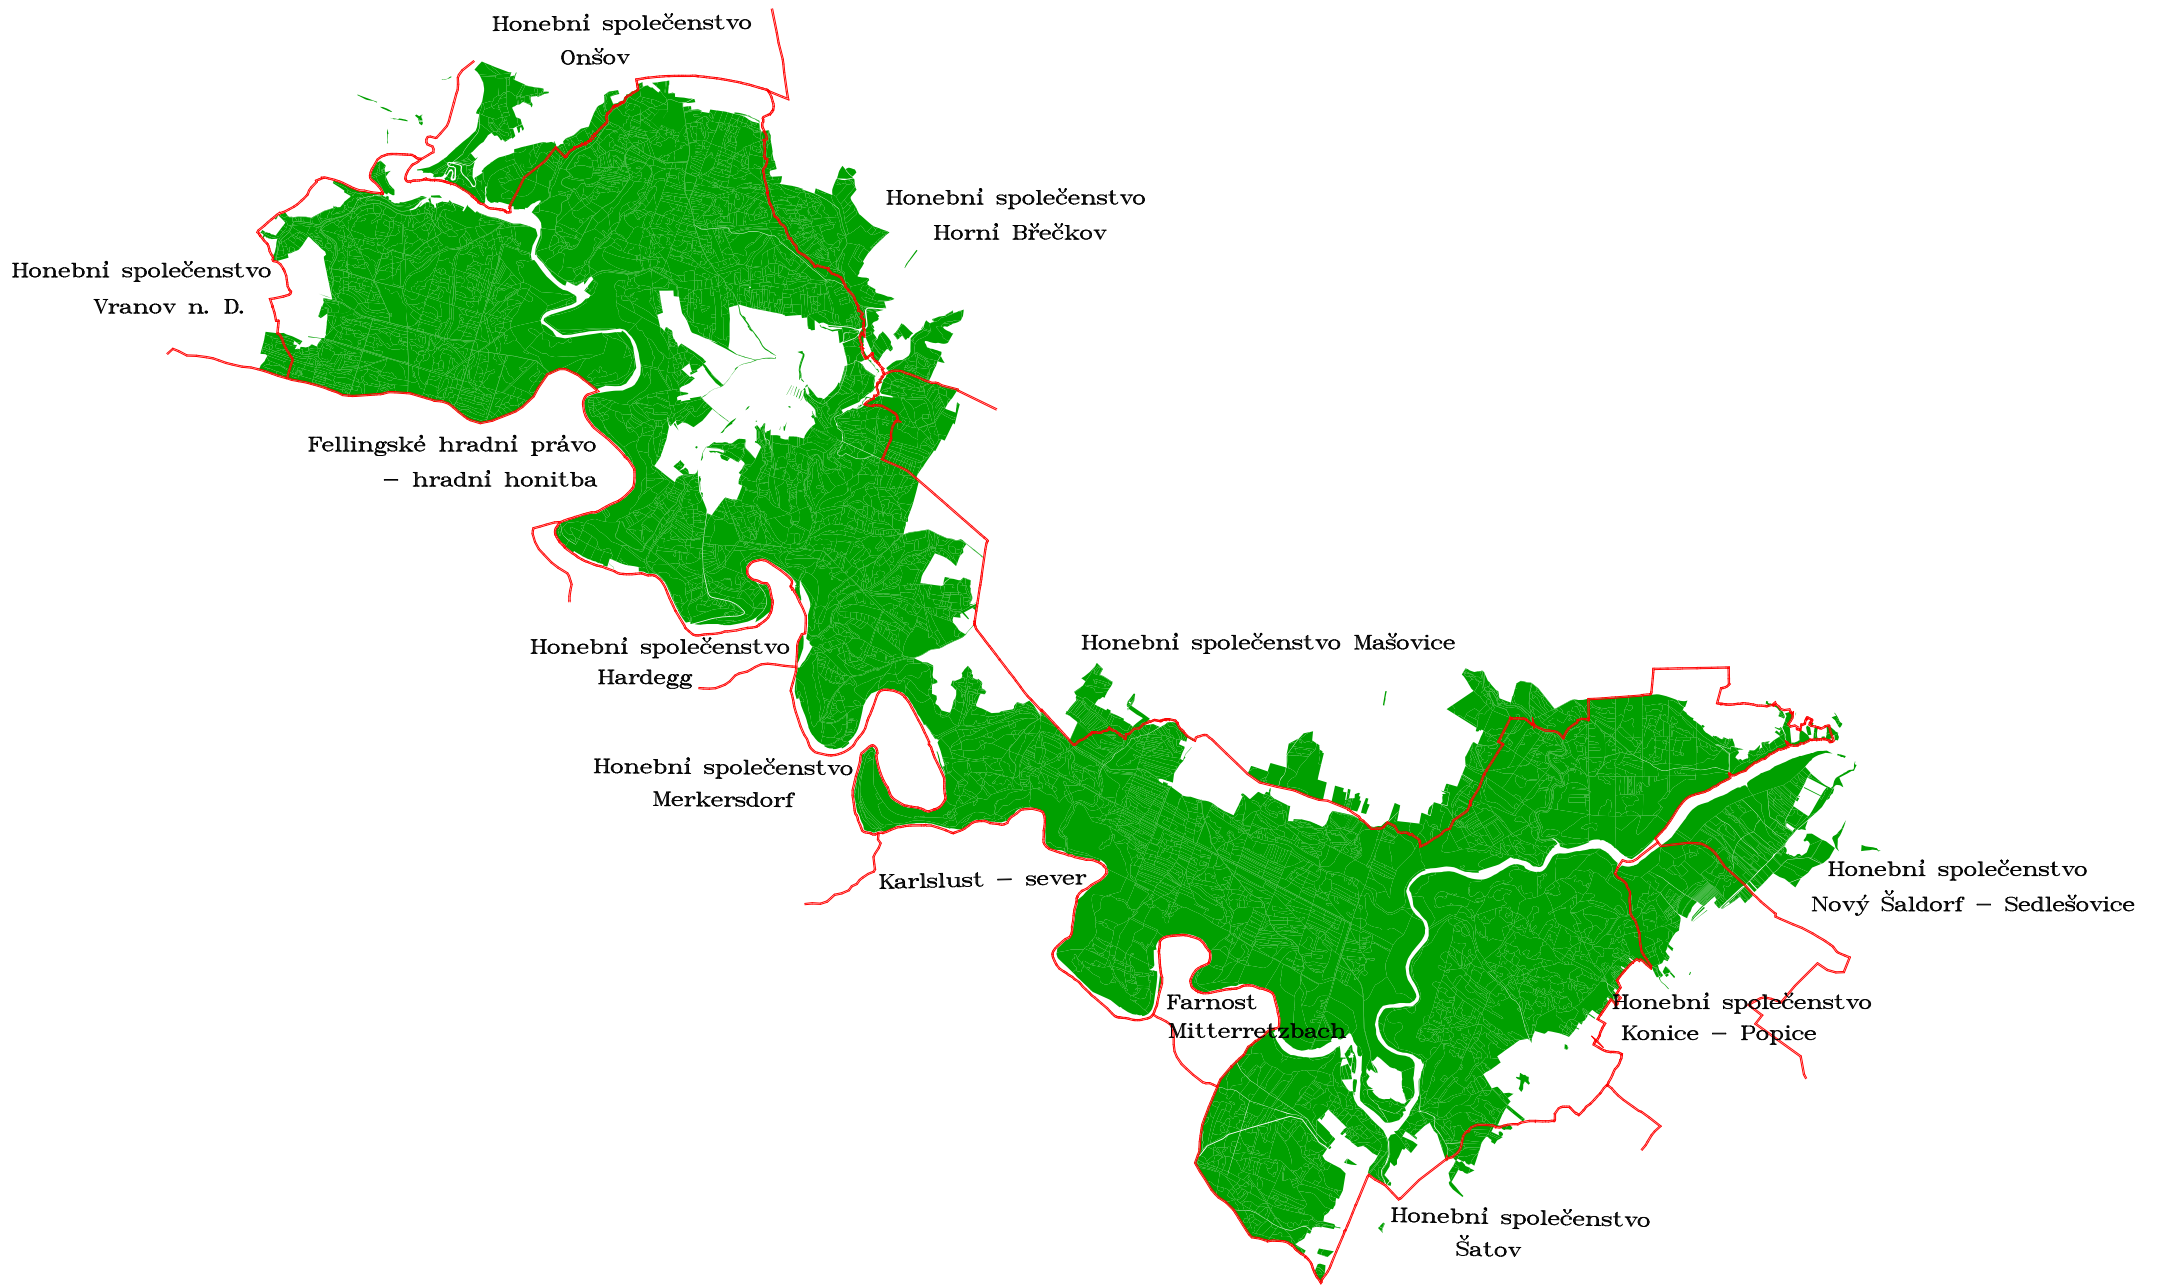 Honební společenstvo
Onšov
Honební společenstvo
Horní Břečkov
Honební společenstvo
Vranov n. D.
Fellingské hradní právo
– hradní honitba
Honební společenstvo
Hardegg
Honební společenstvo Mašovice
Honební společenstvo
Merkersdorf
Karlslust – sever
Honební společenstvo
Nový Šaldorf – Sedlešovice
Farnost
Mitterretzbach
Honební společenstvo
Konice – Popice
Honební společenstvo
Šatov